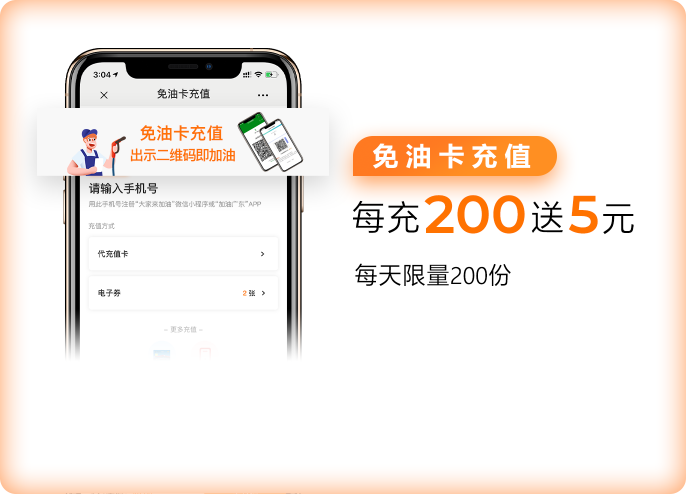 3:04
免油卡充值
免油卡充值
出示二维码即加油
请输入手机号
用此手机号注册"大家来加油"微信小程序或"加油广东"APP
充值方式
代充值卡
电子券 2 张
~ 更多充值 ~
免油卡充值
每充200送5元
每天限量200份